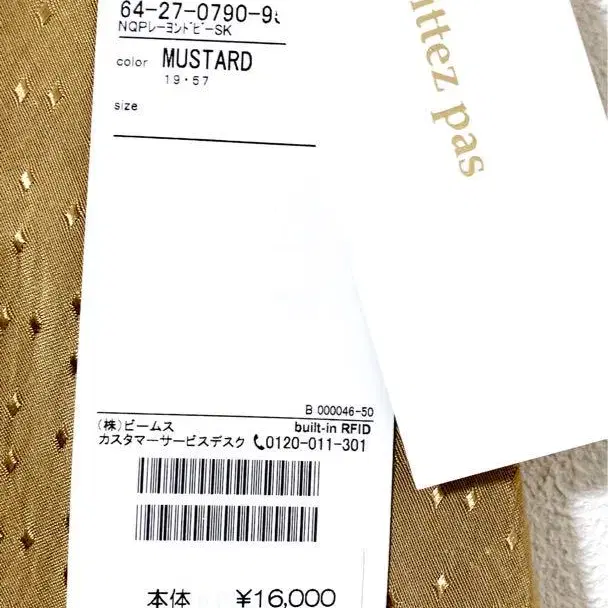 64-27-0790-9
NQPレーヨンドビｰSK
color MUSTARD
19・57
size
B 000046-50
(株)ビームス built-in RFID
カスタマーサービスデスク 0120-011-301
本体 ¥16,000
ittez pas